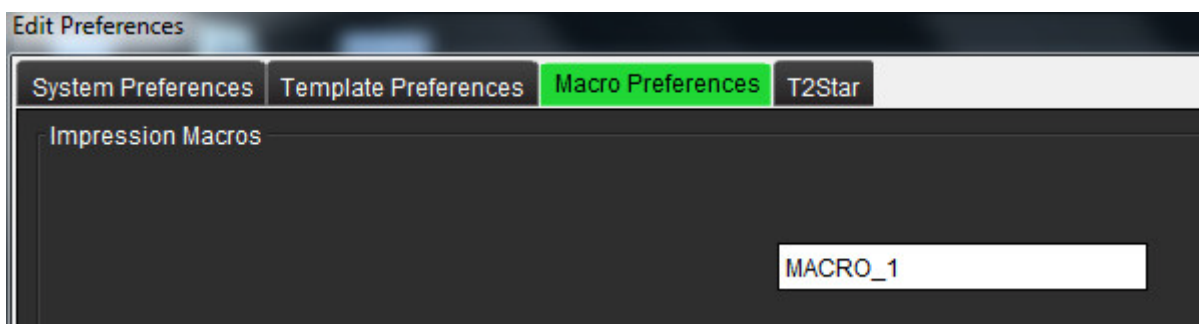 Edit Preferences
System Preferences Template Preferences Macro Preferences T2Star
Impression Macros
MACRO_1